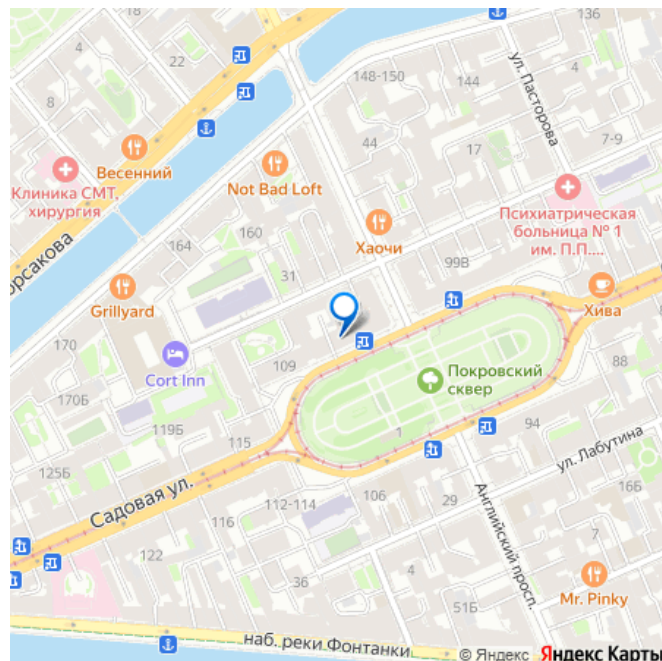 136
4
22
4
8
148-150
144
ул. Пасторова
4
44
17
7-9
Весенний
Клиника СМТ,
хирургия
Not Bad Loft
Психиатрическая
больница № 1
им. П.П....
Хаочи
164
160
99В
орсакова
31
Хива
Grillyard
170
Cort Inn
109
Покровский
сквер
88
170Б
119Б
115
1
94
ул. Лабутина
125Б
Садовая ул.
112-114
106
29
16Б
116
Английский просп.
122
36
7
51Б
Mr. Pinky
наб. реки Фонтанки
© Яндекс Яндекс Карты